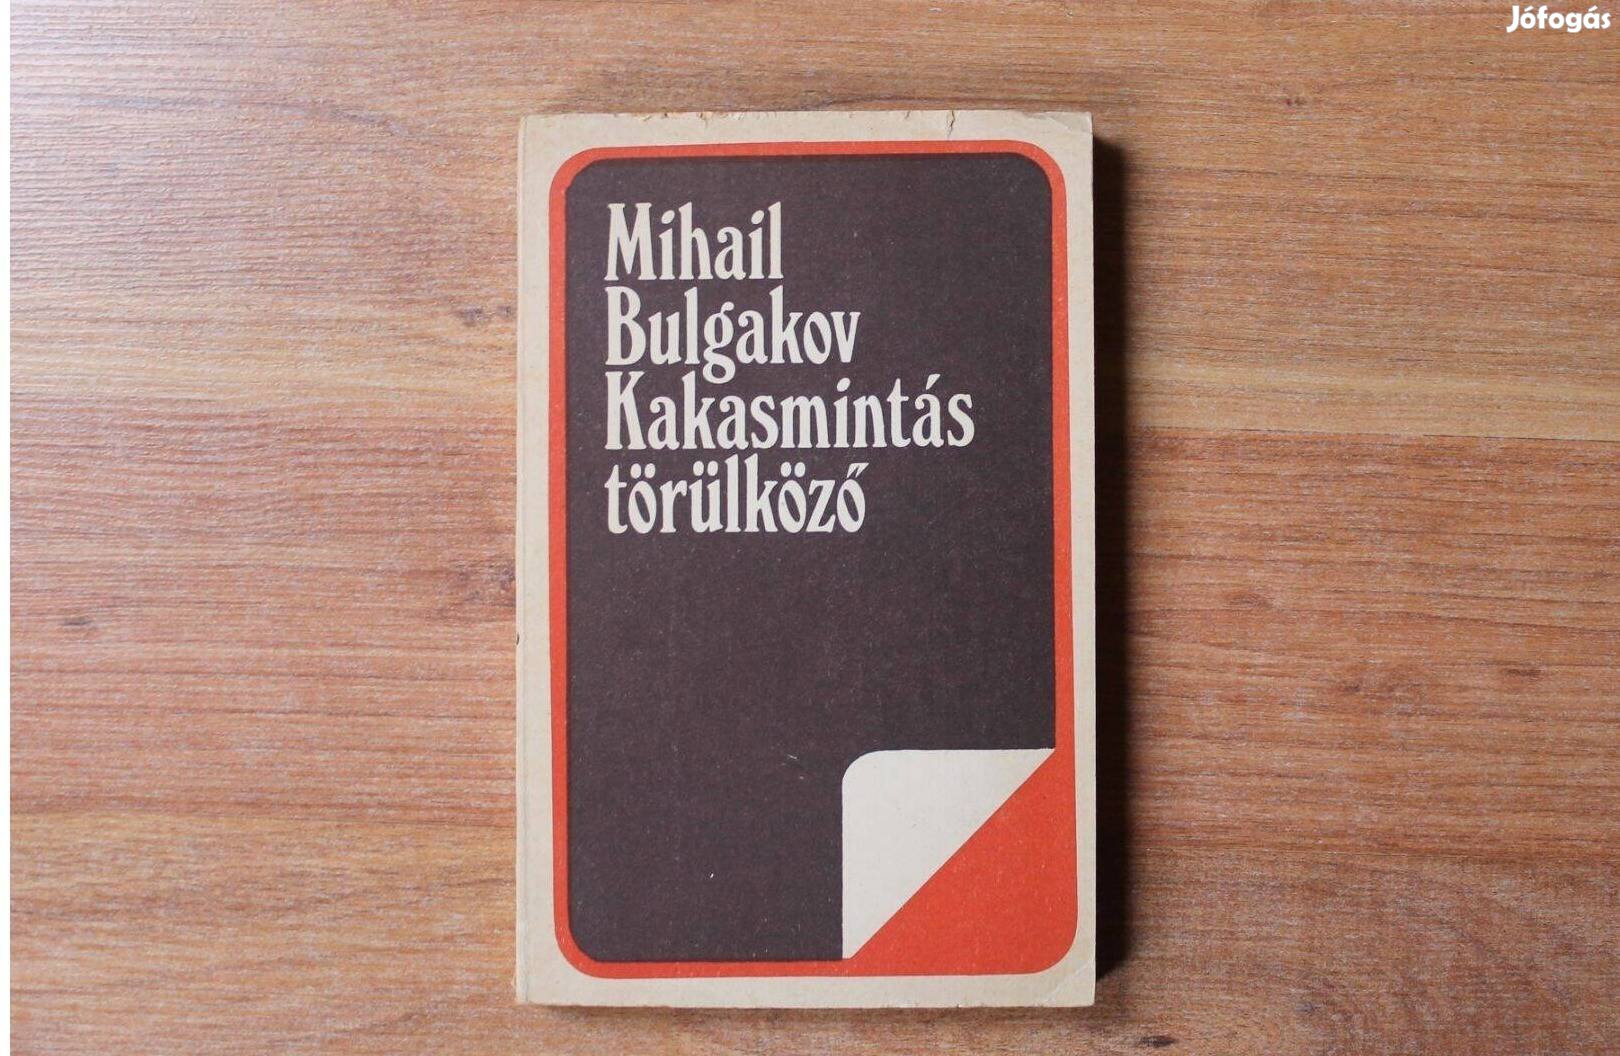 Jófogás
Mihail
Bulgakov
Kakasmintás
törülköző